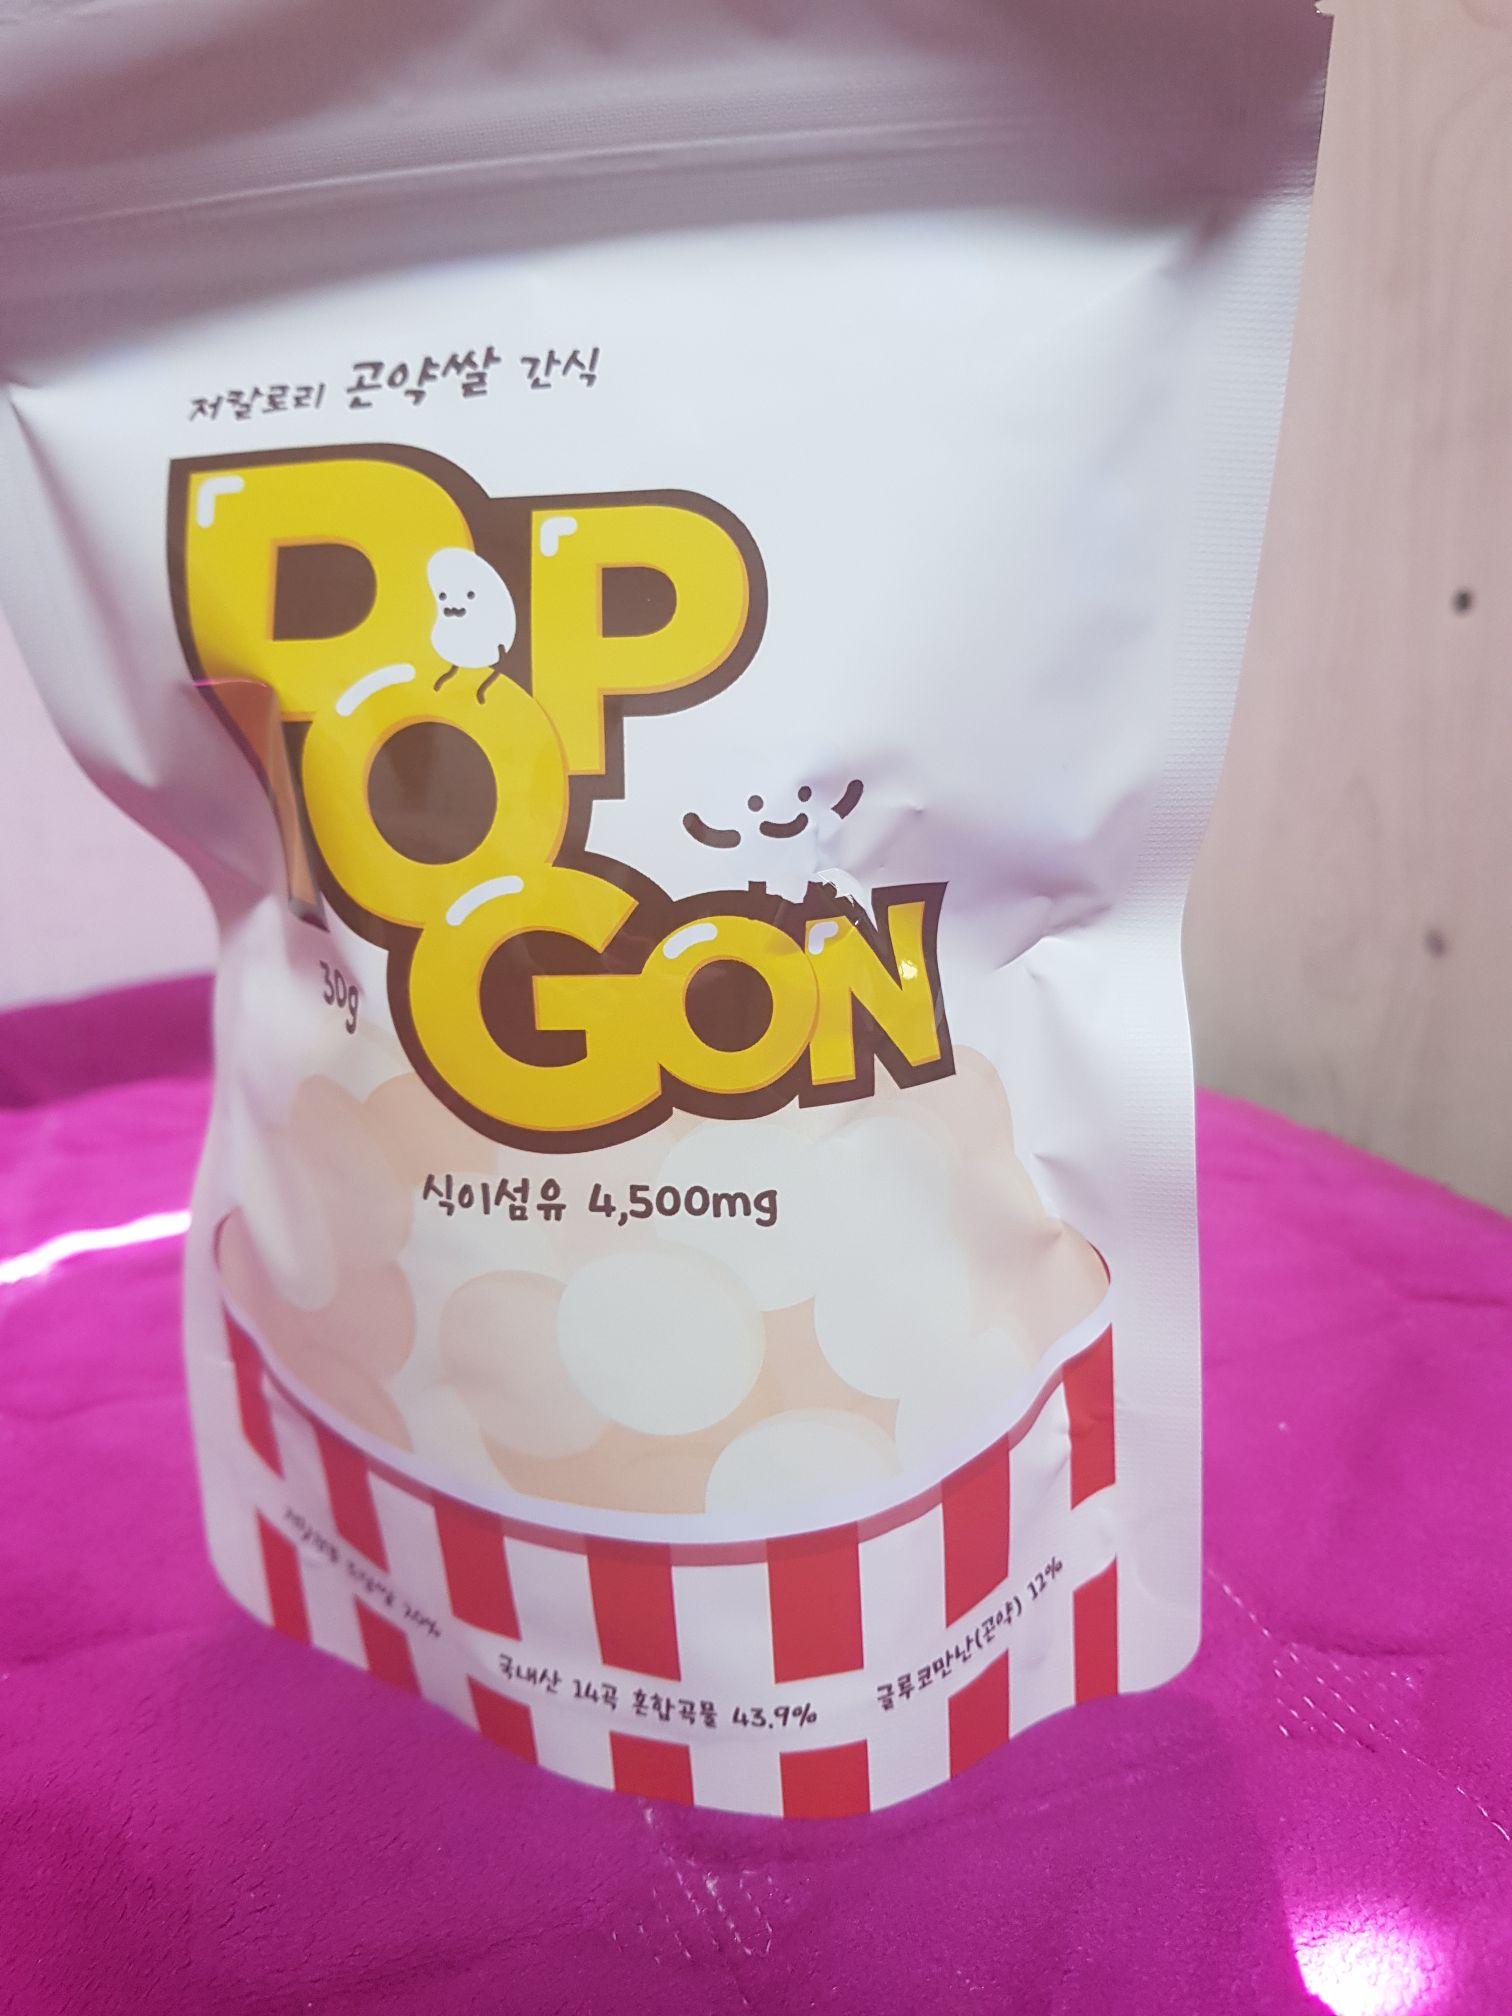 저칼로리 곤약쌀 간식
POP
GON
30g
식이섬유 4,500mg
20%
국내산 14곡 혼합곡물 43.9%
글루코만난(곤약) 12%